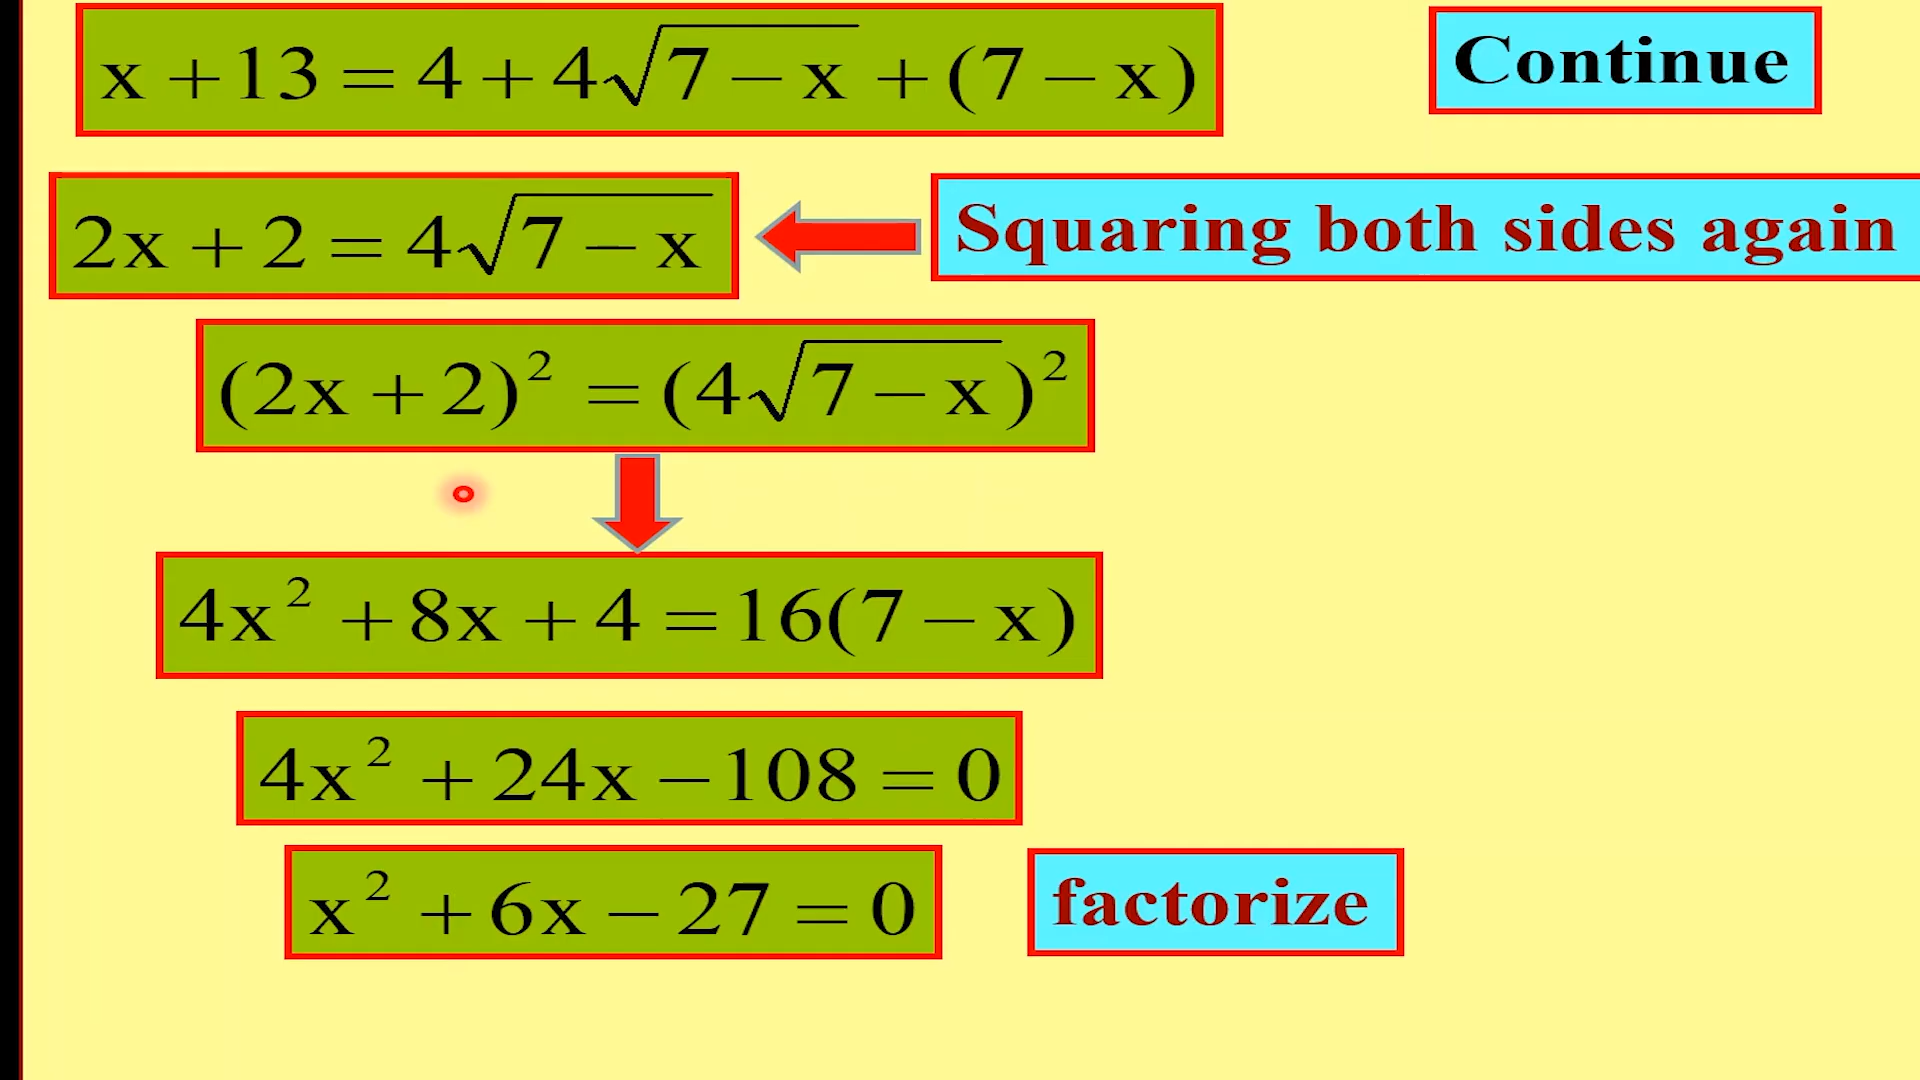 x + 13 = 4 + 4√7 − x + (7 − x)
Continue
2x + 2 = 4√7 − x
Squaring both sides again
(2x + 2)² = (4√7 − x)²
4x² + 8x + 4 = 16(7 − x)
4x² + 24x − 108 = 0
x² + 6x − 27 = 0
factorize